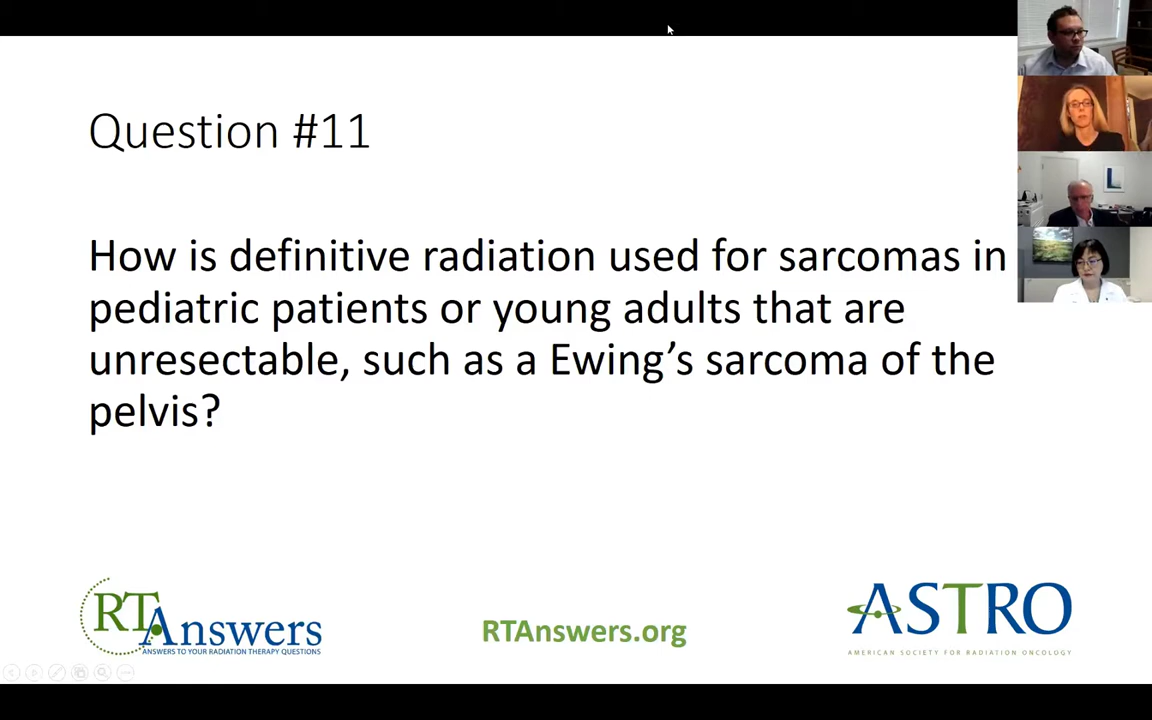 Question #11
How is definitive radiation used for sarcomas in
pediatric patients or young adults that are
unresectable, such as a Ewing’s sarcoma of the
pelvis?
RTAnswers
ANSWERS TO YOUR RADIATION THERAPY QUESTIONS
RTAnswers.org
ASTRO
AMERICAN SOCIETY FOR RADIATION ONCOLOGY